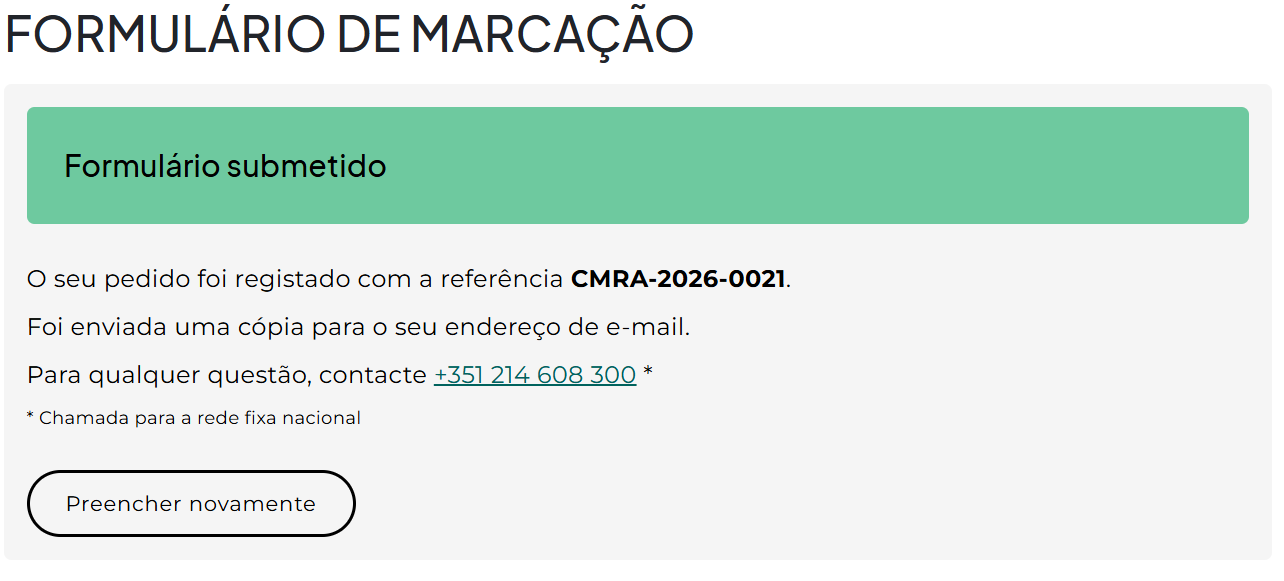 FORMULÁRIO DE MARCAÇÃO
Formulário submetido
O seu pedido foi registado com a referência CMRA-2026-0021.
Foi enviada uma cópia para o seu endereço de e-mail.
Para qualquer questão, contacte +351 214 608 300 *
* Chamada para a rede fixa nacional
Preencher novamente